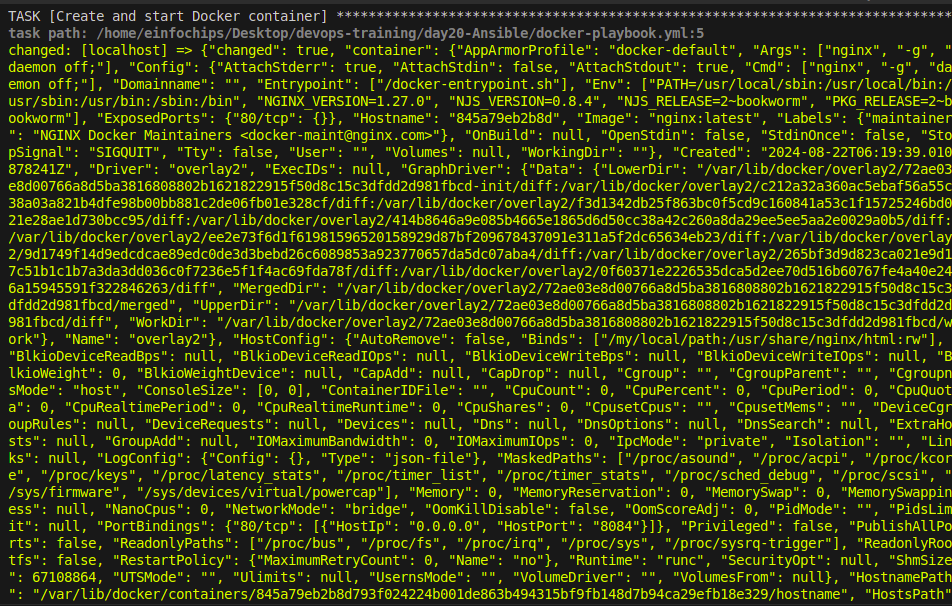 TASK [Create and start Docker container] ******************************************************************************
task path: /home/einfochips/Desktop/devops-training/day20-Ansible/docker-playbook.yml:5
changed: [localhost] => {"changed": true, "container": {"AppArmorProfile": "docker-default", "Args": ["nginx", "-g", "
daemon off;"], "Config": {"AttachStderr": true, "AttachStdin": false, "AttachStdout": true, "Cmd": ["nginx", "-g", "da
emon off;"], "Domainname": "", "Entrypoint": ["/docker-entrypoint.sh"], "Env": ["PATH=/usr/local/sbin:/usr/local/bin:/
usr/sbin:/usr/bin:/sbin:/bin", "NGINX_VERSION=1.27.0", "NJS_VERSION=0.8.4", "NJS_RELEASE=2~bookworm", "PKG_RELEASE=2~b
ookworm"], "ExposedPorts": {"80/tcp": {}}, "Hostname": "845a79eb2b8d", "Image": "nginx:latest", "Labels": {"maintainer
": "NGINX Docker Maintainers <docker-maint@nginx.com>"}, "OnBuild": null, "OpenStdin": false, "StdinOnce": false, "Sto
pSignal": "SIGQUIT", "Tty": false, "User": "", "Volumes": null, "WorkingDir": ""}, "Created": "2024-08-22T06:19:39.010
878241Z", "Driver": "overlay2", "ExecIDs": null, "GraphDriver": {"Data": {"LowerDir": "/var/lib/docker/overlay2/72ae03
e8d00766a8d5ba3816808802b1621822915f50d8c15c3dfdd2d981fbcd-init/diff:/var/lib/docker/overlay2/c212a32a360ac5ebaf56a55c
38a03a821b4dfe98b00bb881c2de06fb01e328cf/diff:/var/lib/docker/overlay2/f3d1342db25f863bc0f5cd9c160841a53c1f15725246bd0
21e28ae1d730bcc95/diff:/var/lib/docker/overlay2/414b8646a9e085b4665e1865d6d50cc38a42c260a8da29ee5ee5aa2e0029a0b5/diff:
/var/lib/docker/overlay2/ee2e73f6d1f61981596520158929d87bf209678437091e311a5f2dc65634eb23/diff:/var/lib/docker/overlay
2/9d1749f14d9edcdcae89edc0de3d3bebd26c6089853a923770657da5dc07aba4/diff:/var/lib/docker/overlay2/265bf3d9d823ca021e9d1
7c51b1c1b7a3da3dd036c0f7236e5f1f4ac69fda78f/diff:/var/lib/docker/overlay2/0f60371e2226535dca5d2ee70d516b60767fe4a40e24
6a15945591f322846263/diff", "MergedDir": "/var/lib/docker/overlay2/72ae03e8d00766a8d5ba3816808802b1621822915f50d8c15c3
dfdd2d981fbcd/merged", "UpperDir": "/var/lib/docker/overlay2/72ae03e8d00766a8d5ba3816808802b1621822915f50d8c15c3dfdd2d
981fbcd/diff", "WorkDir": "/var/lib/docker/overlay2/72ae03e8d00766a8d5ba3816808802b1621822915f50d8c15c3dfdd2d981fbcd/w
ork"}, "Name": "overlay2"}, "HostConfig": {"AutoRemove": false, "Binds": ["/my/local/path:/usr/share/nginx/html:rw"],
"BlkioDeviceReadBps": null, "BlkioDeviceReadIOps": null, "BlkioDeviceWriteBps": null, "BlkioDeviceWriteIOps": null, "B
lkioWeight": 0, "BlkioWeightDevice": null, "CapAdd": null, "CapDrop": null, "Cgroup": "", "CgroupParent": "", "Cgroupn
sMode": "host", "ConsoleSize": [0, 0], "ContainerIDFile": "", "CpuCount": 0, "CpuPercent": 0, "CpuPeriod": 0, "CpuQuot
a": 0, "CpuRealtimePeriod": 0, "CpuRealtimeRuntime": 0, "CpuShares": 0, "CpusetCpus": "", "CpusetMems": "", "DeviceCgr
oupRules": null, "DeviceRequests": null, "Devices": null, "Dns": null, "DnsOptions": null, "DnsSearch": null, "ExtraHo
sts": null, "GroupAdd": null, "IOMaximumBandwidth": 0, "IOMaximumIOps": 0, "IpcMode": "private", "Isolation": "", "Lin
ks": null, "LogConfig": {"Config": {}, "Type": "json-file"}, "MaskedPaths": ["/proc/asound", "/proc/acpi", "/proc/kcor
e", "/proc/keys", "/proc/latency_stats", "/proc/timer_list", "/proc/timer_stats", "/proc/sched_debug", "/proc/scsi", "
/sys/firmware", "/sys/devices/virtual/powercap"], "Memory": 0, "MemoryReservation": 0, "MemorySwap": 0, "MemorySwappin
ess": null, "NanoCpus": 0, "NetworkMode": "bridge", "OomKillDisable": false, "OomScoreAdj": 0, "PidMode": "", "PidsLim
it": null, "PortBindings": {"80/tcp": [{"HostIp": "0.0.0.0", "HostPort": "8084"}]}, "Privileged": false, "PublishAllPo
rts": false, "ReadonlyPaths": ["/proc/bus", "/proc/fs", "/proc/irq", "/proc/sys", "/proc/sysrq-trigger"], "ReadonlyRoo
tfs": false, "RestartPolicy": {"MaximumRetryCount": 0, "Name": "no"}, "Runtime": "runc", "SecurityOpt": null, "ShmSize
": 67108864, "UTSMode": "", "Ulimits": null, "UsernsMode": "", "VolumeDriver": "", "VolumesFrom": null}, "HostnamePath
": "/var/lib/docker/containers/845a79eb2b8d793f024224b001de863b494315bf9fb148d7b94ca29efb18e329/hostname", "HostsPath"